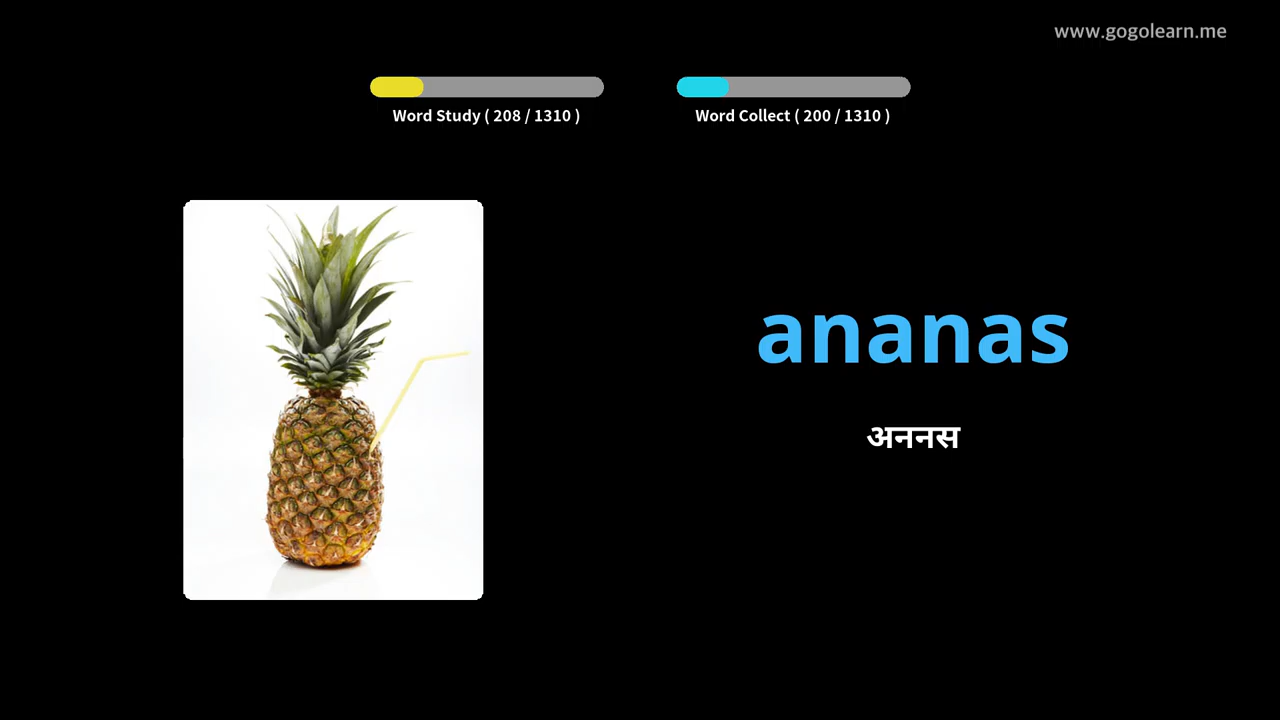 www.gogolearn.me
Word Study ( 208 / 1310 )
Word Collect ( 200 / 1310 )
ananas
अननस